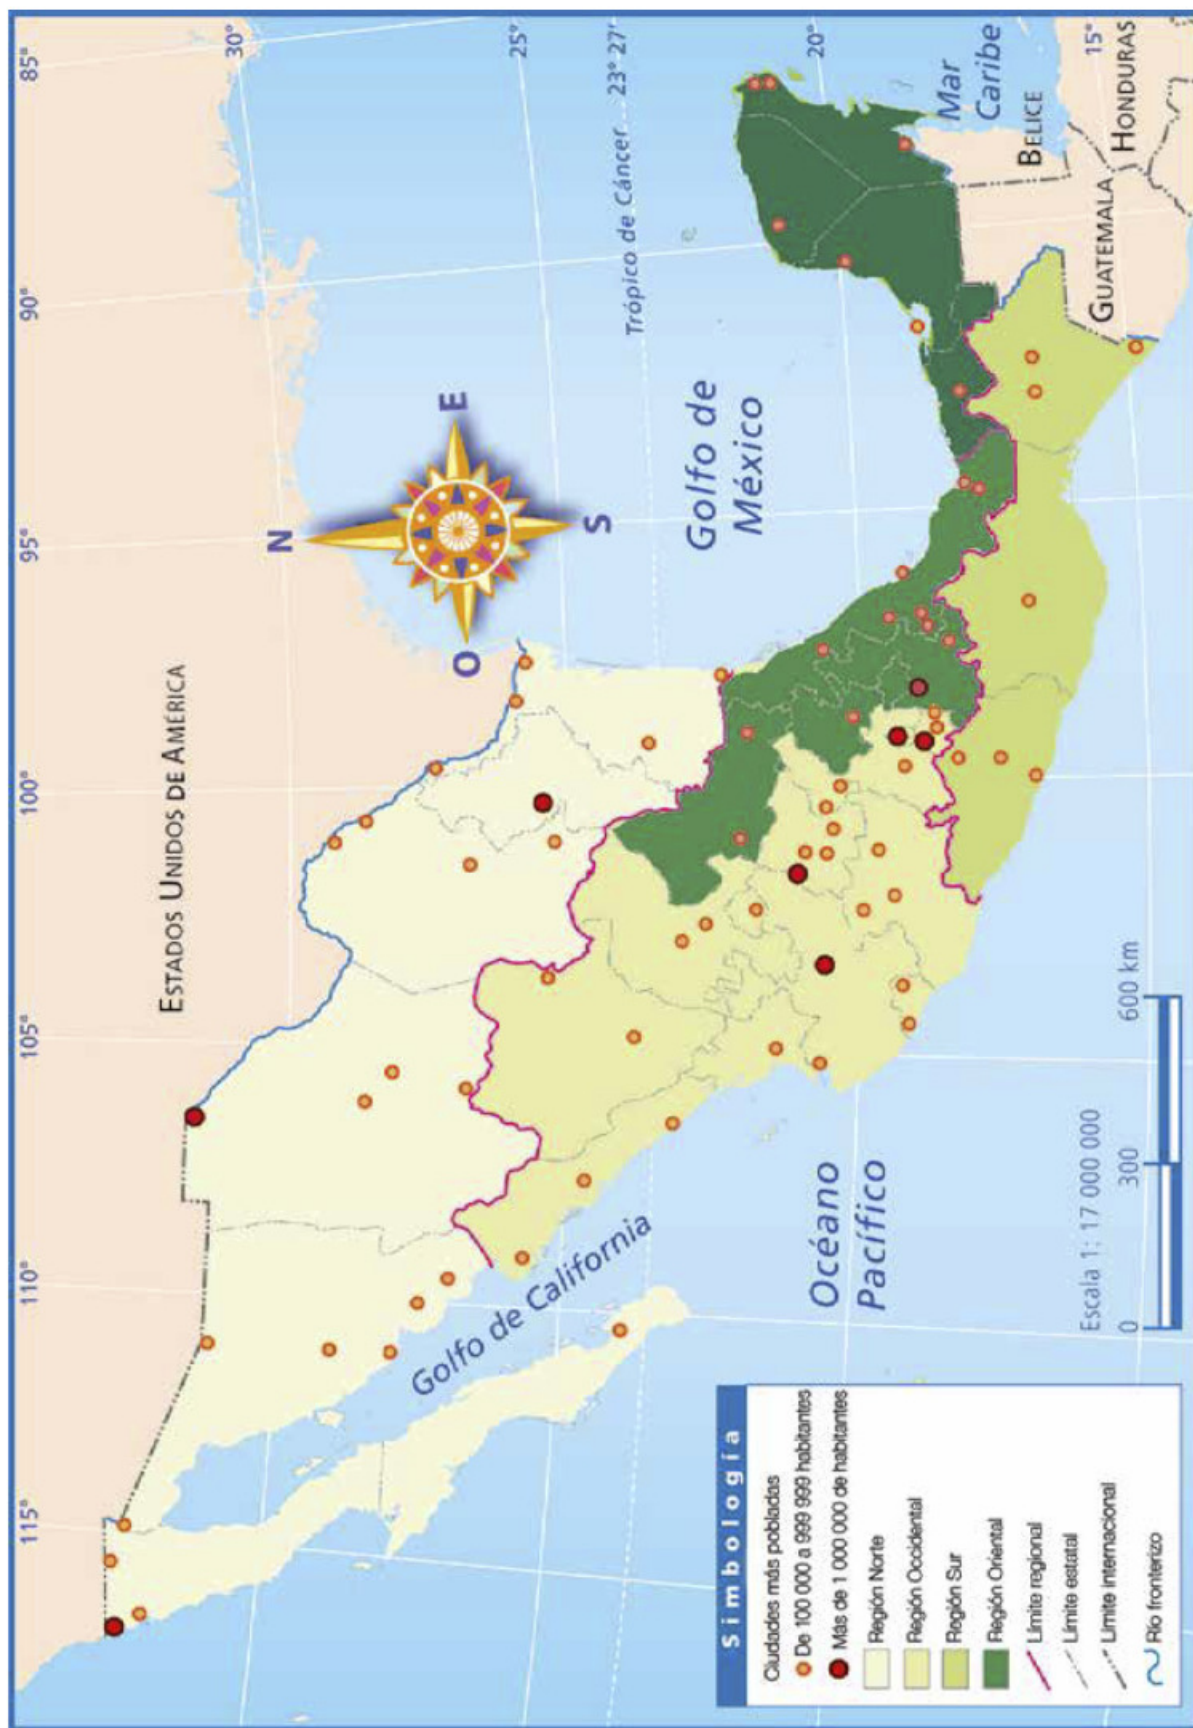 115°
110°
105°
100°
95°
90°
85°
30°
25°
23° 27'
20°
15°
ESTADOS UNIDOS DE AMÉRICA
N
O
E
S
Trópico de Cáncer
Golfo de
México
Golfo de California
Océano
Pacífico
Mar
Caribe
BELICE
GUATEMALA
HONDURAS
Simbología
Ciudades más pobladas
De 100 000 a 999 999 habitantes
Mas de 1 000 000 de habitantes
Región Norte
Región Occidental
Región Sur
Región Oriental
Límite regional
Límite estatal
Límite internacional
Río fronterizo
Escala 1: 17 000 000
0
300
600 km